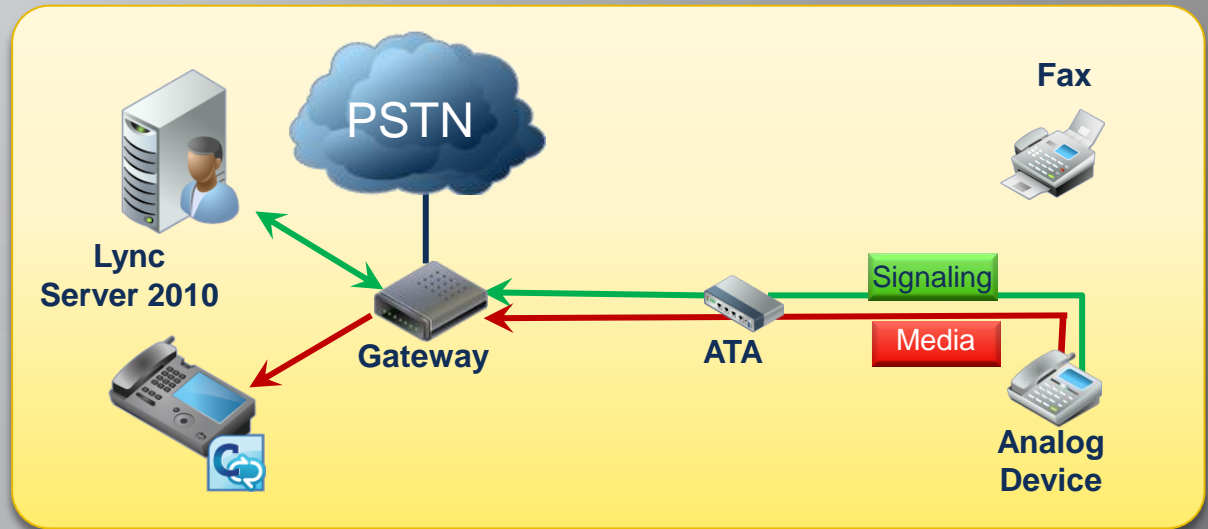 PSTN
Fax
Lync
Server 2010
Signaling
Gateway
ATA
Media
Analog
Device